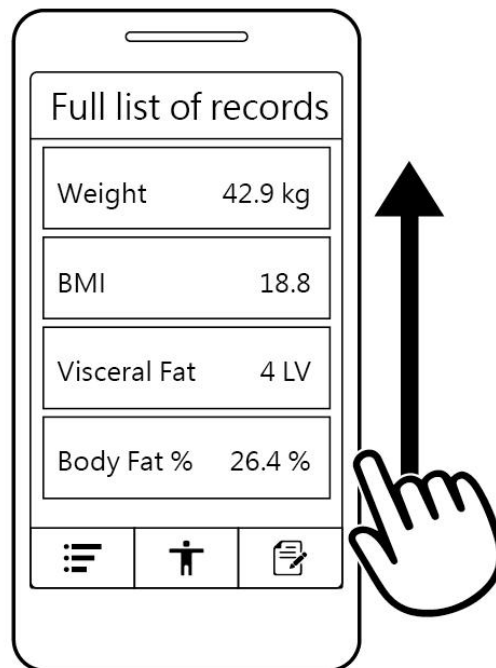 Full list of records
Weight 42.9 kg
BMI 18.8
Visceral Fat 4 LV
Body Fat % 26.4 %